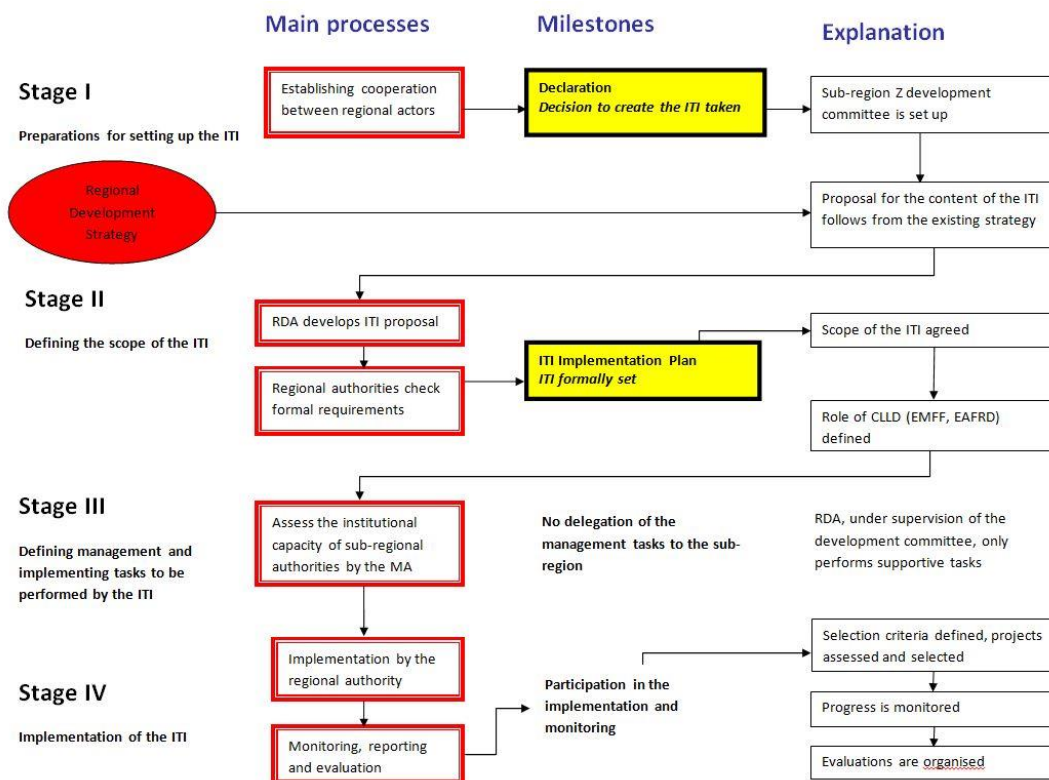 Main processes
Milestones
Explanation
Stage I
Preparations for setting up the ITI
Establishing cooperation
between regional actors
Declaration
Decision to create the ITI taken
Sub-region Z development
committee is set up
Regional
Development
Strategy
Proposal for the content of the ITI
follows from the existing strategy
Stage II
Defining the scope of the ITI
RDA develops ITI proposal
Regional authorities check
formal requirements
ITI Implementation Plan
ITI formally set
Scope of the ITI agreed
Role of CLLD (EMFF, EAFRD)
defined
Stage III
Defining management and
implementing tasks to be
performed by the ITI
Assess the institutional
capacity of sub-regional
authorities by the MA
No delegation of the
management tasks to the sub-
region
RDA, under supervision of the
development committee, only
performs supportive tasks
Stage IV
Implementation of the ITI
Implementation by the
regional authority
Monitoring, reporting
and evaluation
Participation in the
implementation and
monitoring
Selection criteria defined, projects
assessed and selected
Progress is monitored
Evaluations are organised